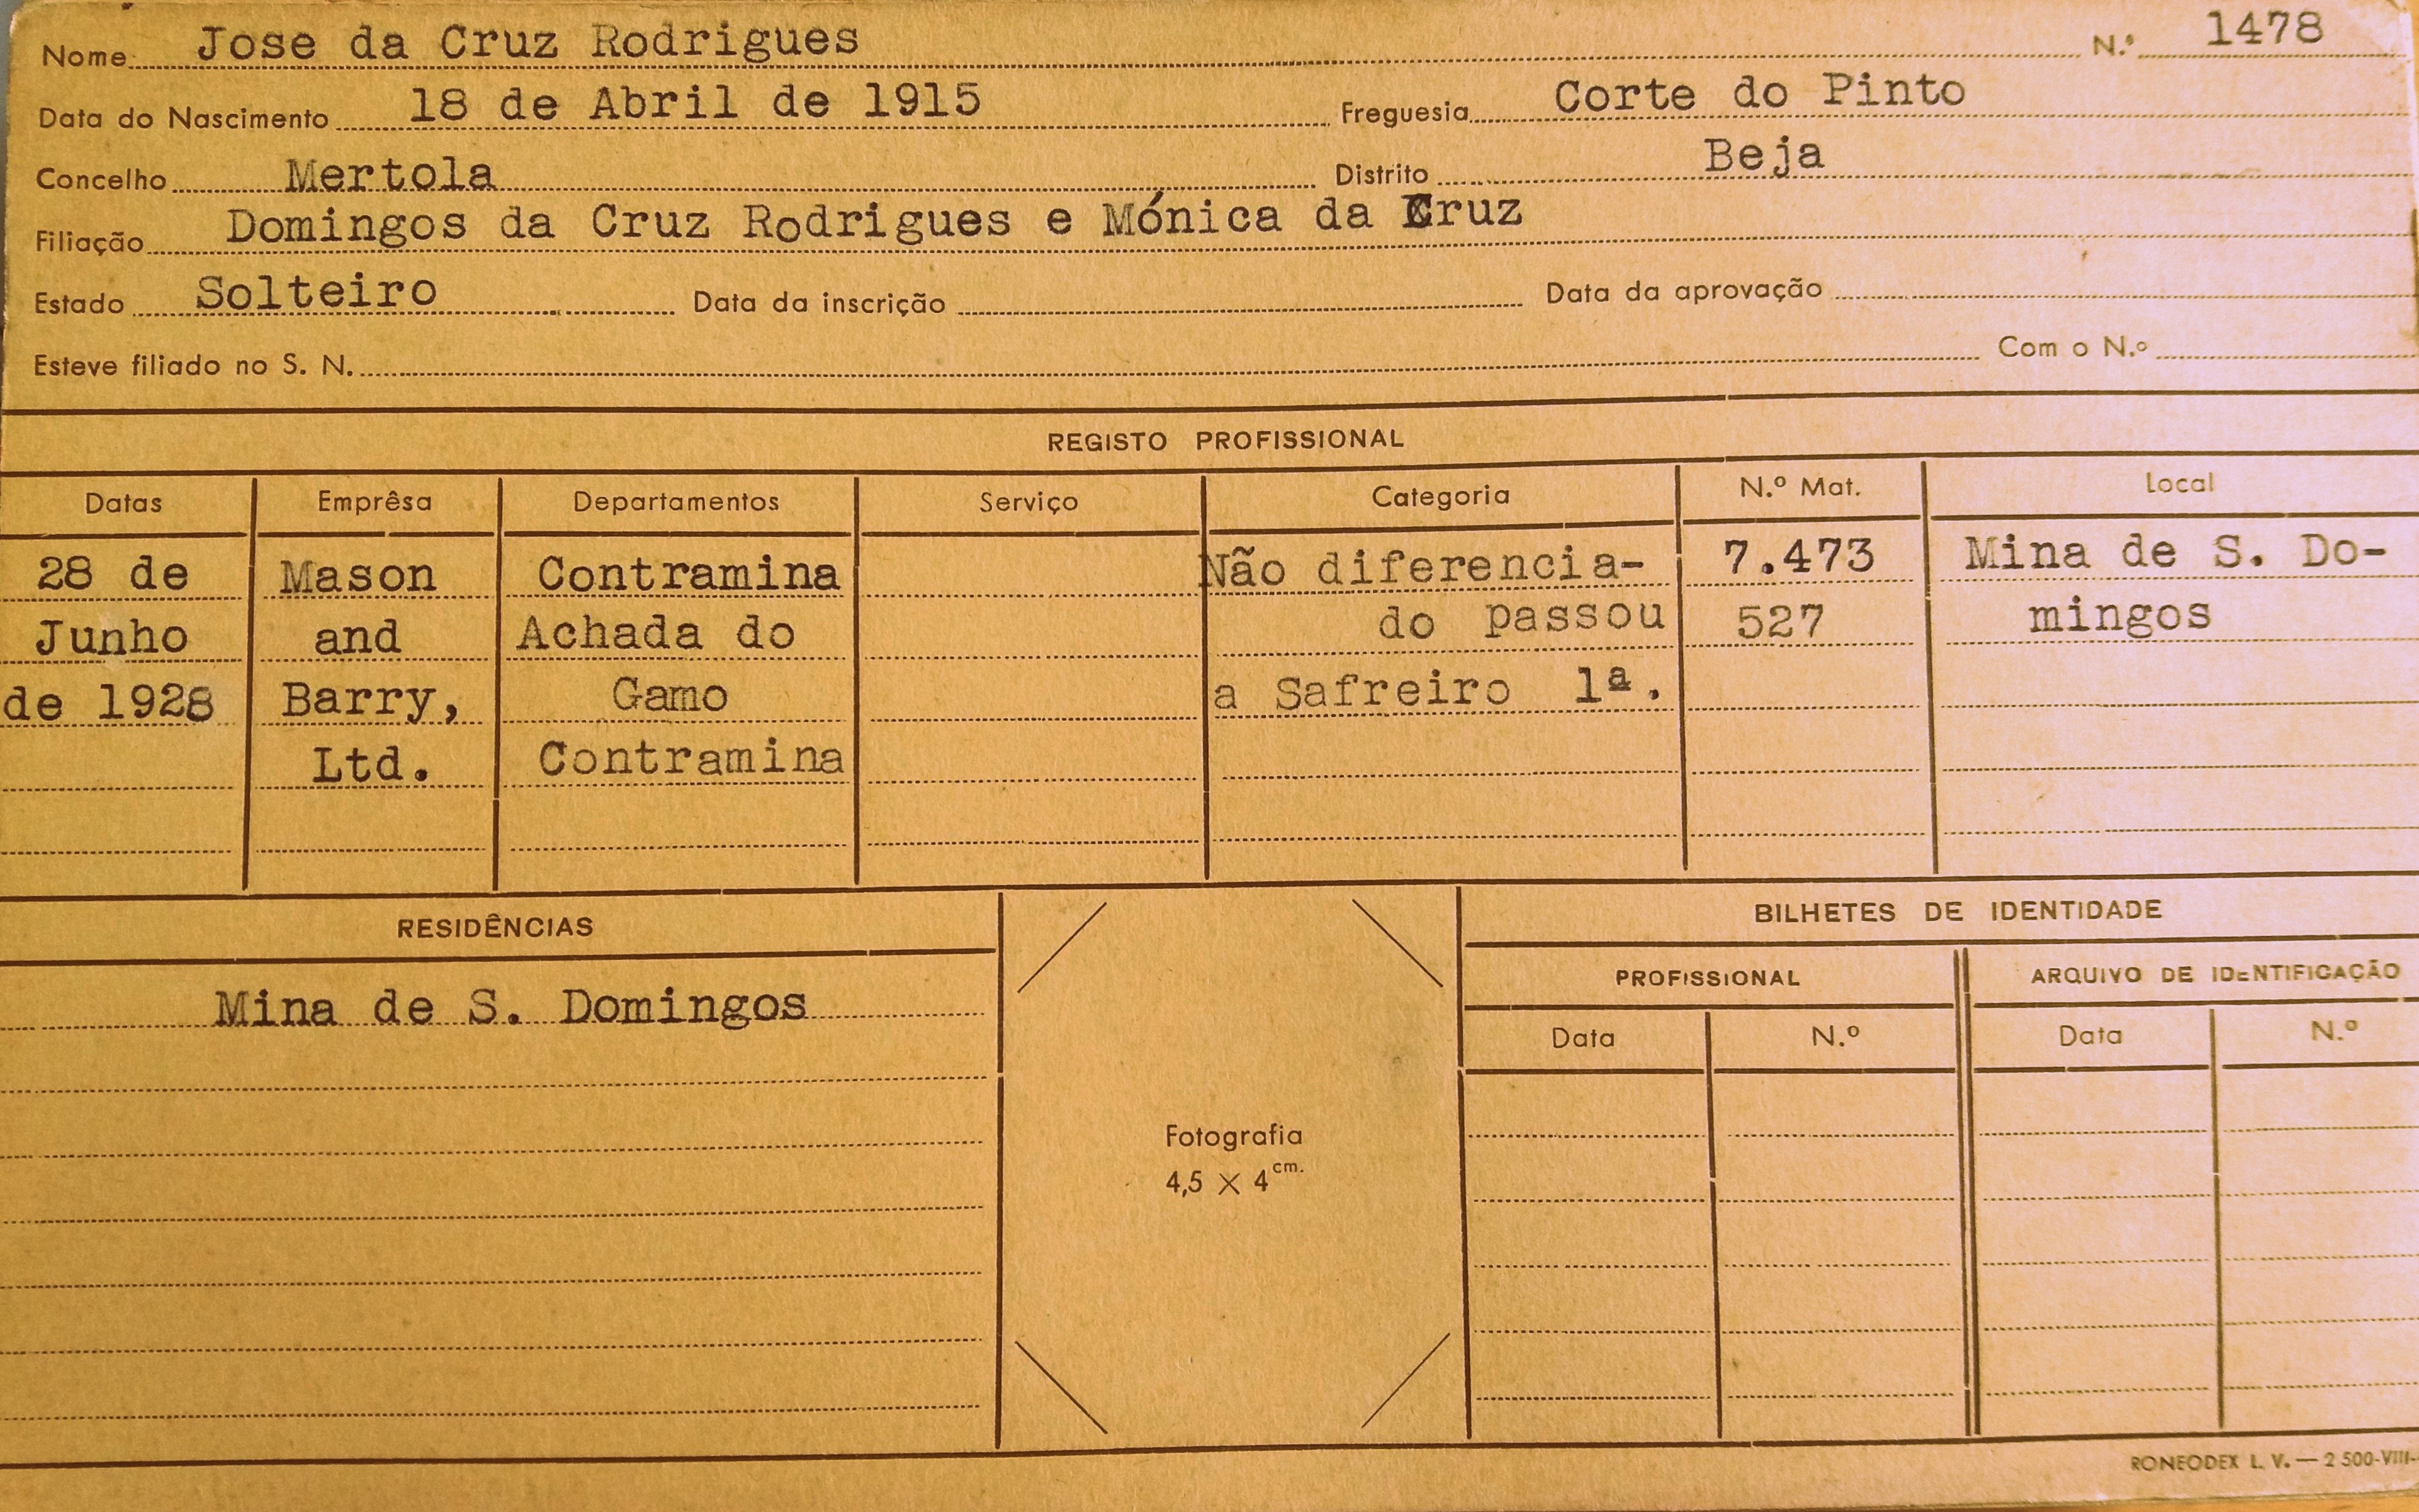 Nome Jose da Cruz Rodrigues N.º 1478
Data do Nascimento 18 de Abril de 1915 Freguesia Corte do Pinto
Concelho Mertola Distrito Beja
Filiação Domingos da Cruz Rodrigues e Mónica da Cruz
Estado Solteiro Data da inscrição Data da aprovação
Esteve filiado no S. N. Com o N.º
REGISTO PROFISSIONAL
Datas Emprêsa Departamentos Serviço Categoria N.º Mat. Local
28 de Mason Contramina Não diferencia- 7.473 Mina de S. Do-
Junho and Achada do do passou 527 mingos
de 1928 Barry, Gamo a Safreiro 1ª.
Ltd. Contramina
RESIDÊNCIAS BILHETES DE IDENTIDADE
PROFISSIONAL ARQUIVO DE IDENTIFICAÇÃO
Mina de S. Domingos
Data N.º Data N.º
Fotografia
4,5 × 4 cm.
RONEODEX L. V. — 2 500-VIII-